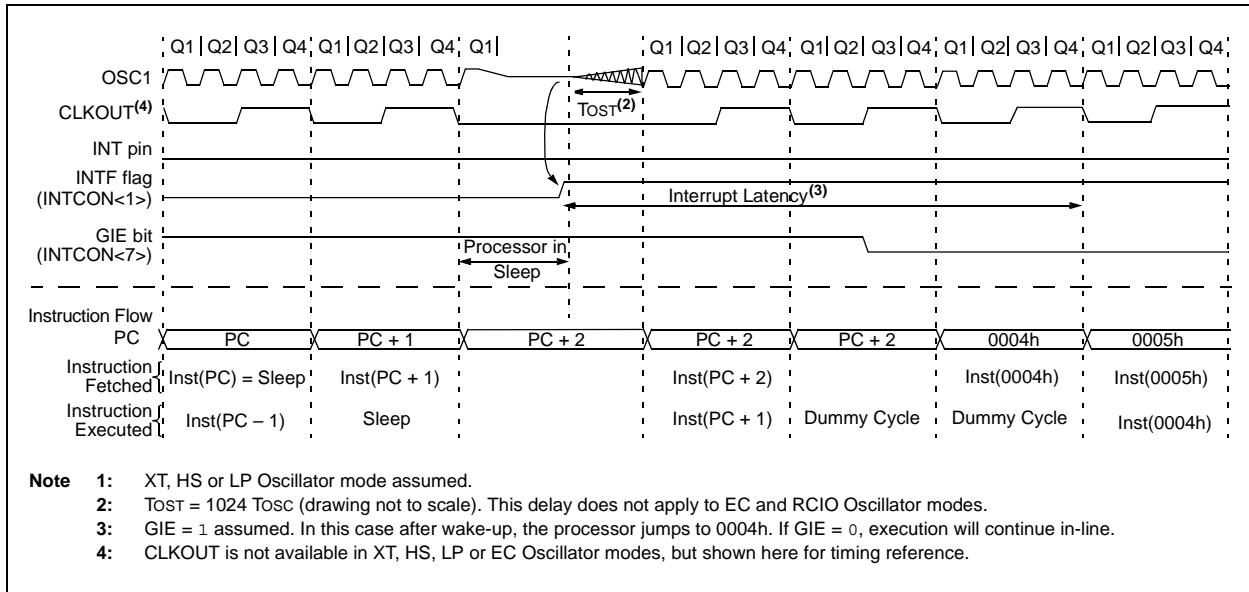 Q1 Q2 Q3 Q4 Q1 Q2 Q3 Q4 Q1 Q1 Q2 Q3 Q4 Q1 Q2 Q3 Q4 Q1 Q2 Q3 Q4 Q1 Q2 Q3 Q4
OSC1
TOST(2)
CLKOUT(4)
INT pin
INTF flag
(INTCON<1>)
Interrupt Latency(3)
GIE bit
(INTCON<7>)
Processor in
Sleep
Instruction Flow
PC PC PC + 1 PC + 2 PC + 2 PC + 2 0004h 0005h
Instruction
Fetched
Inst(PC) = Sleep Inst(PC + 1) Inst(PC + 2) Inst(0004h) Inst(0005h)
Instruction
Executed
Inst(PC – 1) Sleep Inst(PC + 1) Dummy Cycle Dummy Cycle Inst(0004h)
Note 1: XT, HS or LP Oscillator mode assumed.
2: TOST = 1024 TOSC (drawing not to scale). This delay does not apply to EC and RCIO Oscillator modes.
3: GIE = 1 assumed. In this case after wake-up, the processor jumps to 0004h. If GIE = 0, execution will continue in-line.
4: CLKOUT is not available in XT, HS, LP or EC Oscillator modes, but shown here for timing reference.